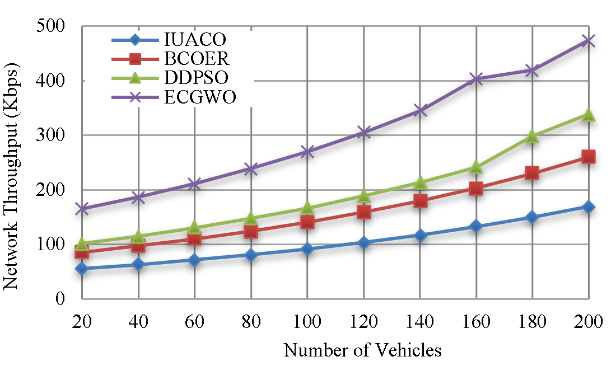 500
400
300
200
100
0
Network Throughput (Kbps)
IUACO
BCOER
DDPSO
ECGWO
20 40 60 80 100 120 140 160 180 200
Number of Vehicles